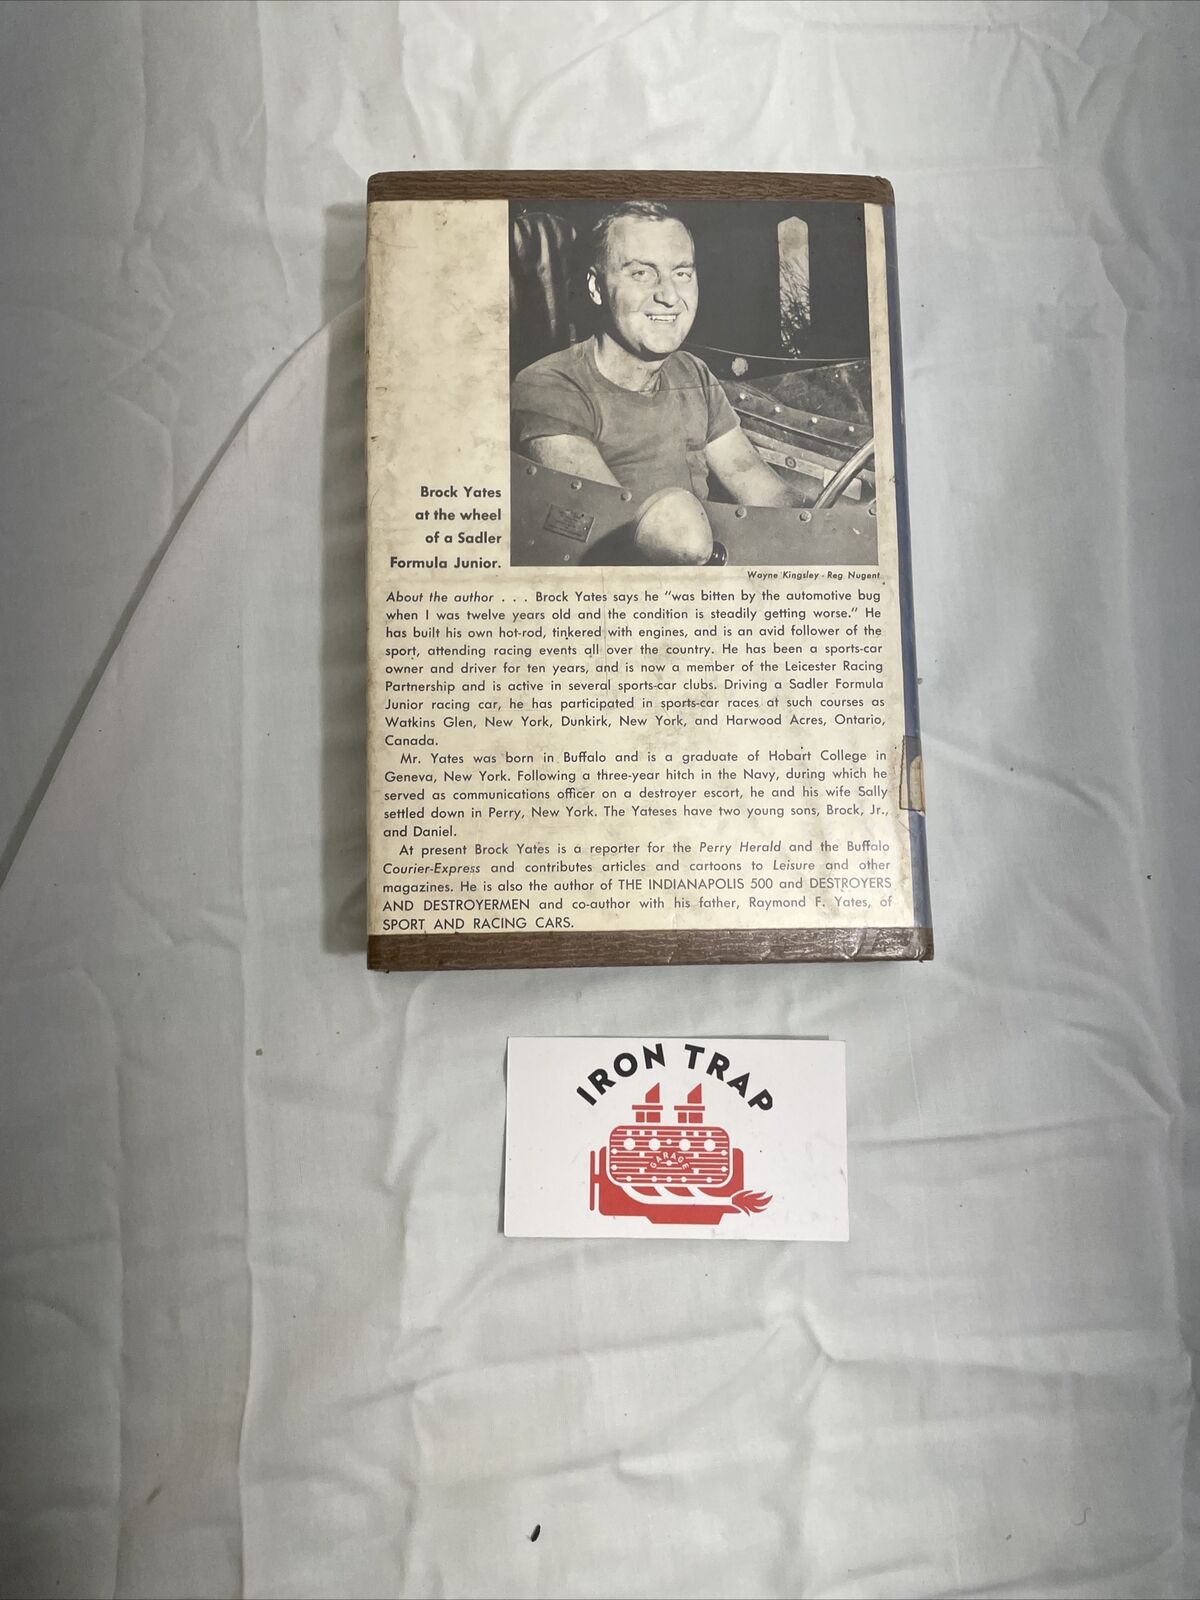 Brock Yates
at the wheel
of a Sadler
Formula Junior.
Wayne Kingsley - Reg Nugent
About the author . . . Brock Yates says he "was bitten by the automotive bug
when I was twelve years old and the condition is steadily getting worse." He
has built his own hot-rod, tinkered with engines, and is an avid follower of the
sport, attending racing events all over the country. He has been a sports-car
owner and driver for ten years, and is now a member of the Leicester Racing
Partnership and is active in several sports-car clubs. Driving a Sadler Formula
Junior racing car, he has participated in sports-car races at such courses as
Watkins Glen, New York, Dunkirk, New York, and Harwood Acres, Ontario,
Canada.
Mr. Yates was born in Buffalo and is a graduate of Hobart College in
Geneva, New York. Following a three-year hitch in the Navy, during which he
served as communications officer on a destroyer escort, he and his wife Sally
settled down in Perry, New York. The Yateses have two young sons, Brock, Jr.,
and Daniel.
At present Brock Yates is a reporter for the Perry Herald and the Buffalo
Courier-Express and contributes articles and cartoons to Leisure and other
magazines. He is also the author of THE INDIANAPOLIS 500 and DESTROYERS
AND DESTROYERMEN and co-author with his father, Raymond F. Yates, of
SPORT AND RACING CARS.
IRON TRAP
GARAGE